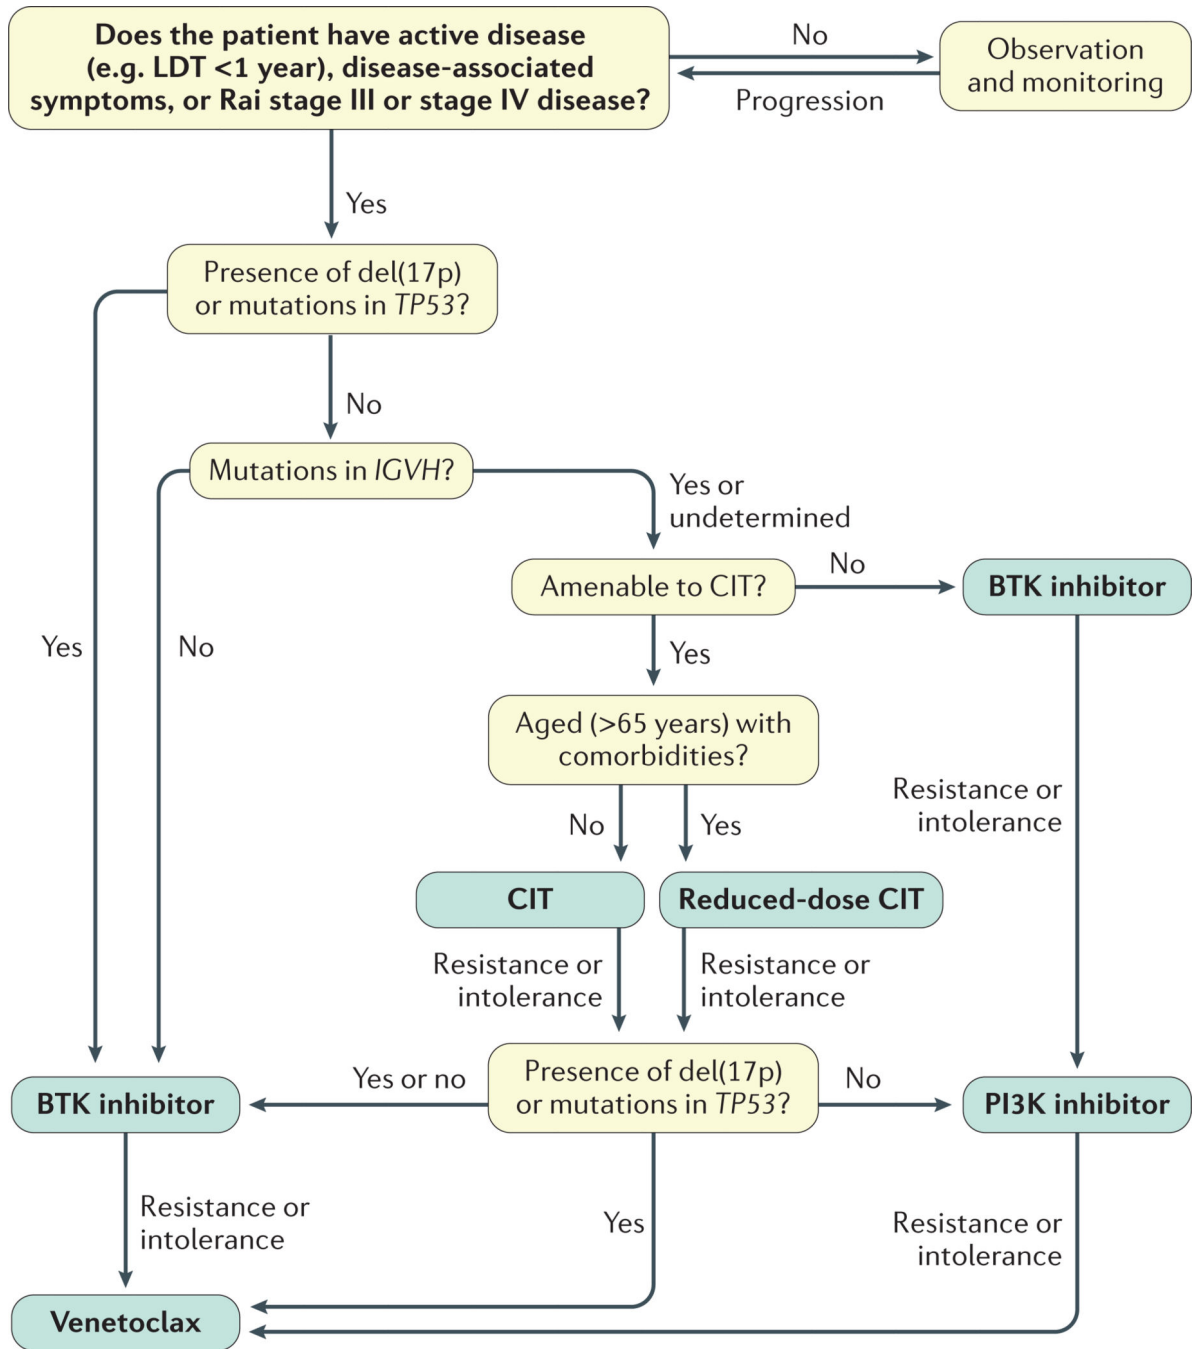 Does the patient have active disease
(e.g. LDT <1 year), disease-associated
symptoms, or Rai stage III or stage IV disease?
No
Progression
Observation
and monitoring
Yes
Presence of del(17p)
or mutations in TP53?
No
Mutations in IGVH?
Yes or
undetermined
Amenable to CIT?
No
BTK inhibitor
Yes
No
Yes
Aged (>65 years) with
comorbidities?
Resistance or
intolerance
No
Yes
CIT
Reduced-dose CIT
Resistance or
intolerance
Resistance or
intolerance
BTK inhibitor
Yes or no
Presence of del(17p)
or mutations in TP53?
No
PI3K inhibitor
Resistance or
intolerance
Yes
Resistance or
intolerance
Venetoclax